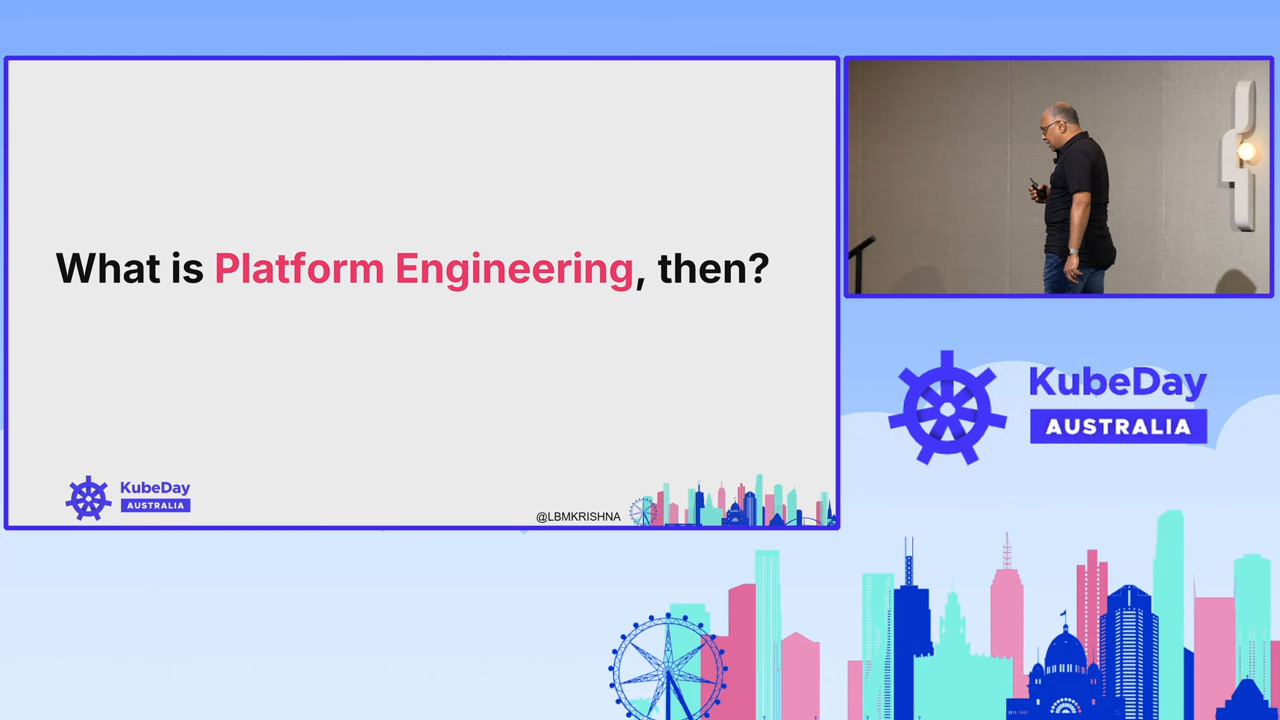 What is Platform Engineering, then?
KubeDay
AUSTRALIA
@LBMKRISHNA
KubeDay
AUSTRALIA